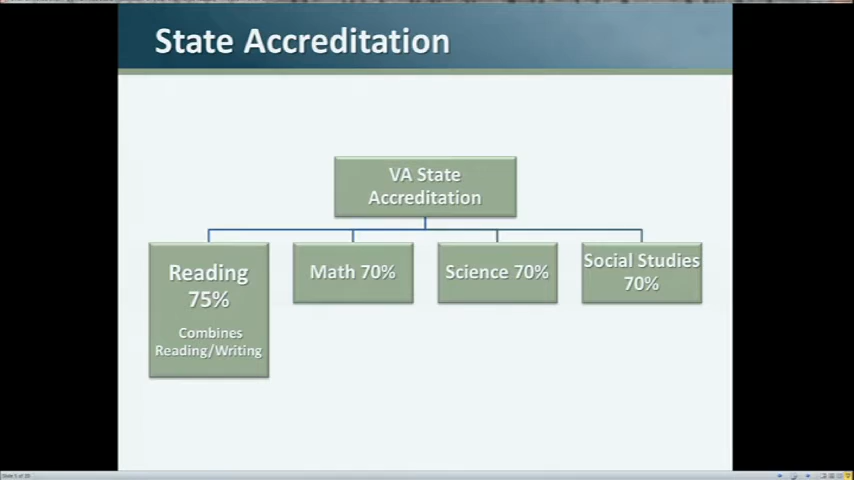 State Accreditation
VA State
Accreditation
Reading
75%
Combines
Reading/Writing
Math 70%
Science 70%
Social Studies
70%